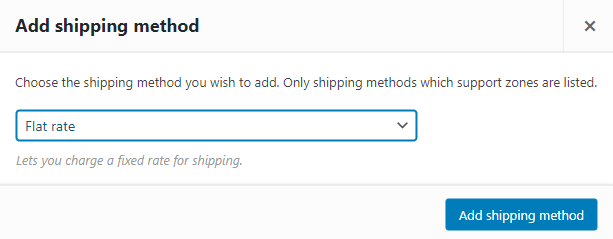 Add shipping method
Choose the shipping method you wish to add. Only shipping methods which support zones are listed.
Flat rate
Lets you charge a fixed rate for shipping.
Add shipping method